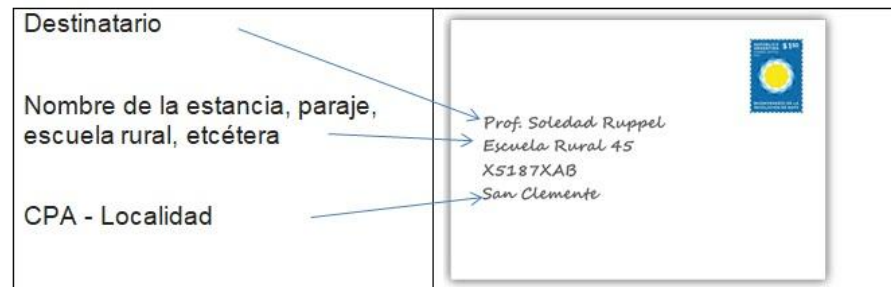 Destinatario
Nombre de la estancia, paraje,
escuela rural, etcétera
CPA - Localidad
Prof. Soledad Ruppel
Escuela Rural 45
X5187XAB
San Clemente